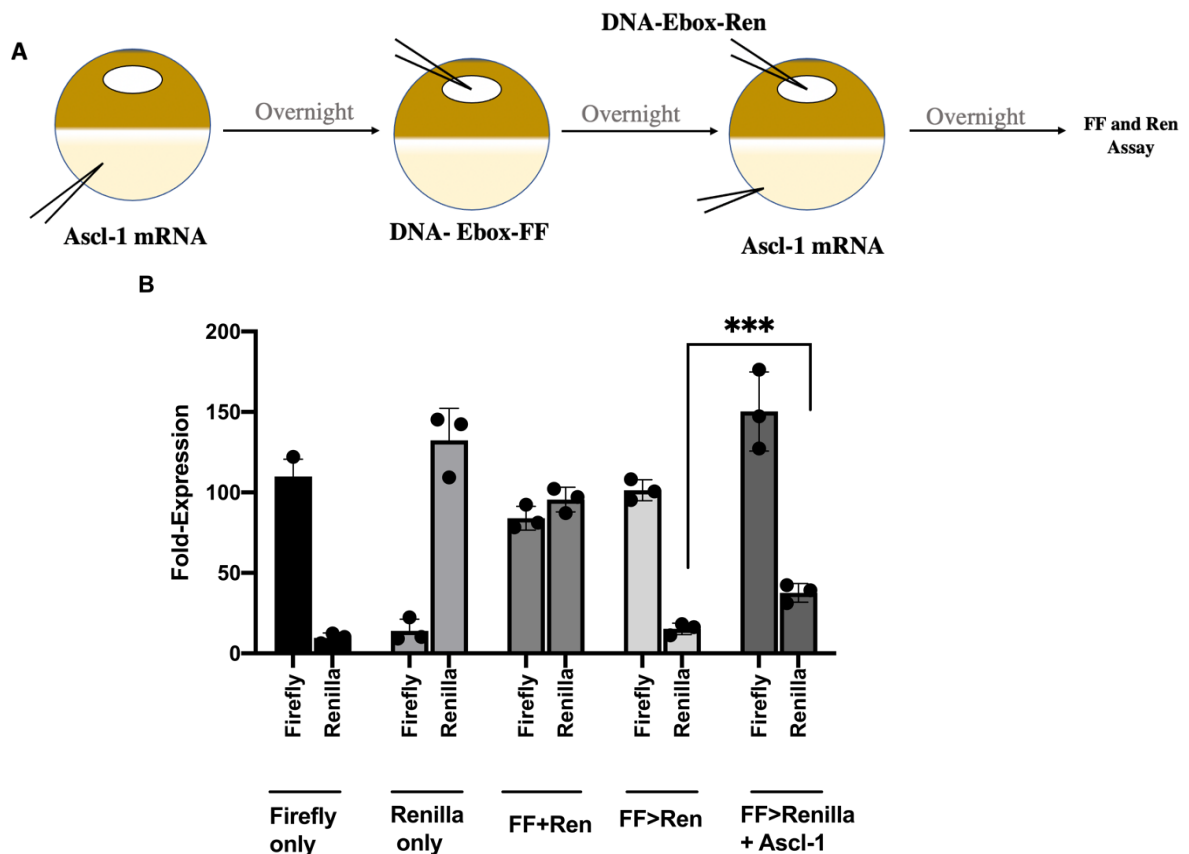 A
DNA-Ebox-Ren
Overnight
Overnight
Overnight
FF and Ren
Assay
Ascl-1 mRNA
DNA- Ebox-FF
Ascl-1 mRNA
B
***
Fold-Expression
200
150
100
50
0
Firefly
Renilla
Firefly
Renilla
Firefly
Renilla
Firefly
Renilla
Firefly
Renilla
Firefly
only
Renilla
only
FF+Ren
FF>Ren
FF>Renilla
+ Ascl-1